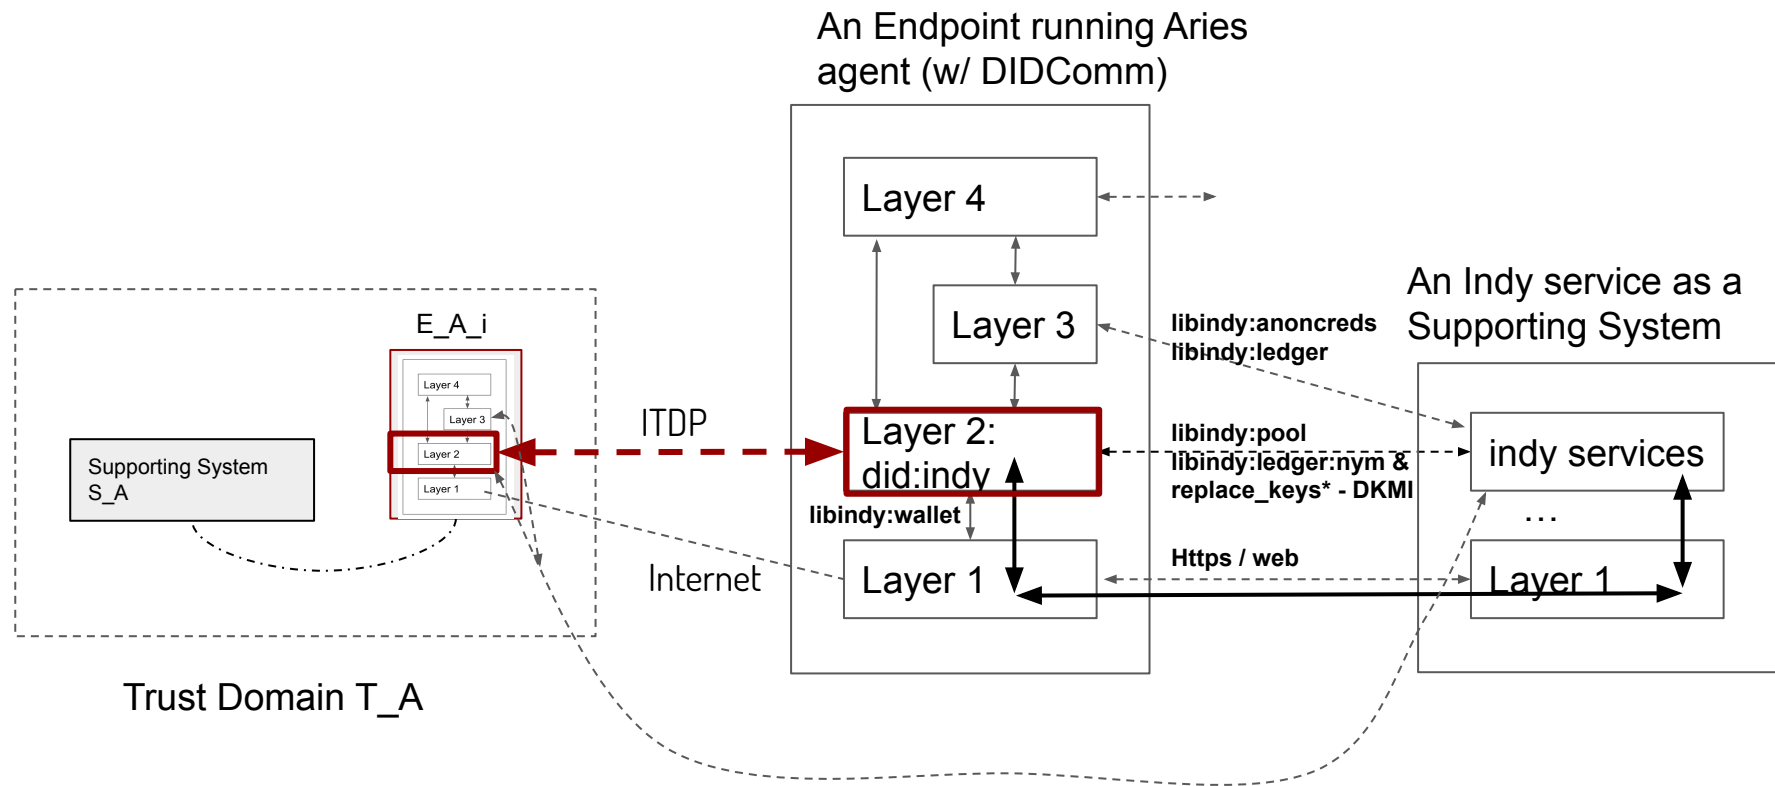 An Endpoint running Aries
agent (w/ DIDComm)
Layer 4
Layer 3
Layer 2:
did:indy
libindy:wallet
Layer 1
An Indy service as a
Supporting System
libindy:anoncreds
libindy:ledger
libindy:pool
libindy:ledger:nym &
replace_keys* - DKMI
Https / web
indy services
...
Layer 1
E_A_i
Layer 4
Layer 3
Layer 2
Layer 1
ITDP
Internet
Supporting System
S_A
Trust Domain T_A